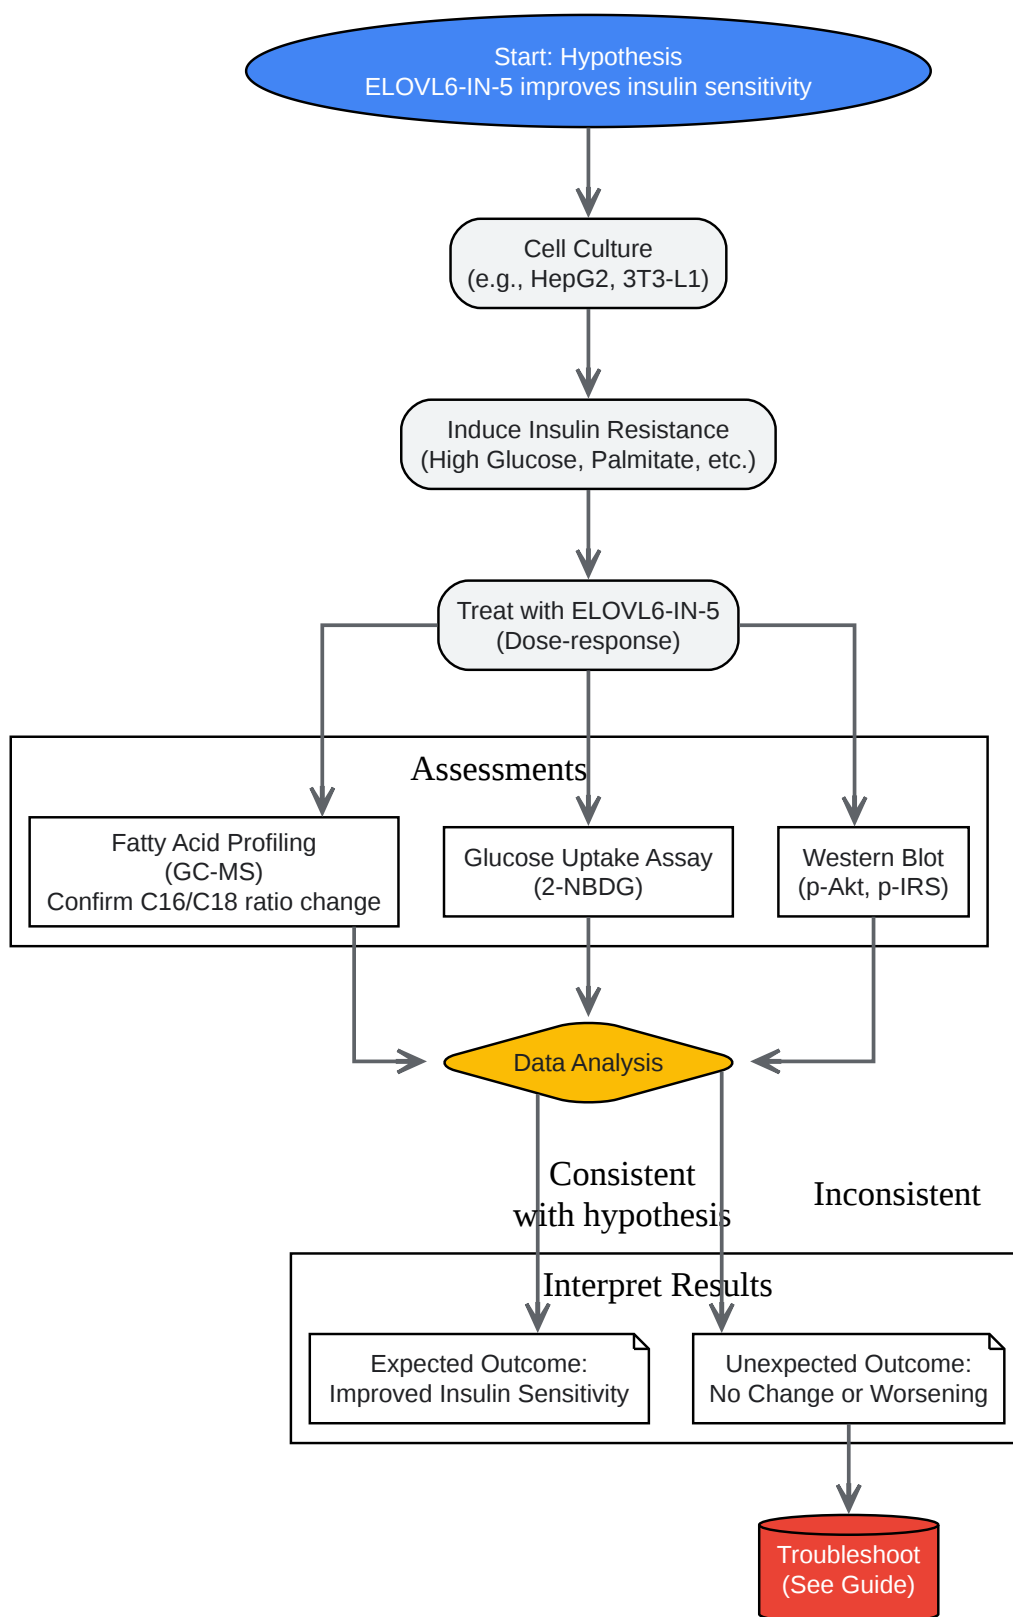 Start: Hypothesis
ELOVL6-IN-5 improves insulin sensitivity
Cell Culture
(e.g., HepG2, 3T3-L1)
Induce Insulin Resistance
(High Glucose, Palmitate, etc.)
Treat with ELOVL6-IN-5
(Dose-response)
Assessments
Fatty Acid Profiling
(GC-MS)
Confirm C16/C18 ratio change
Glucose Uptake Assay
(2-NBDG)
Western Blot
(p-Akt, p-IRS)
Data Analysis
Consistent
with hypothesis
Inconsistent
Interpret Results
Expected Outcome:
Improved Insulin Sensitivity
Unexpected Outcome:
No Change or Worsening
Troubleshoot
(See Guide)